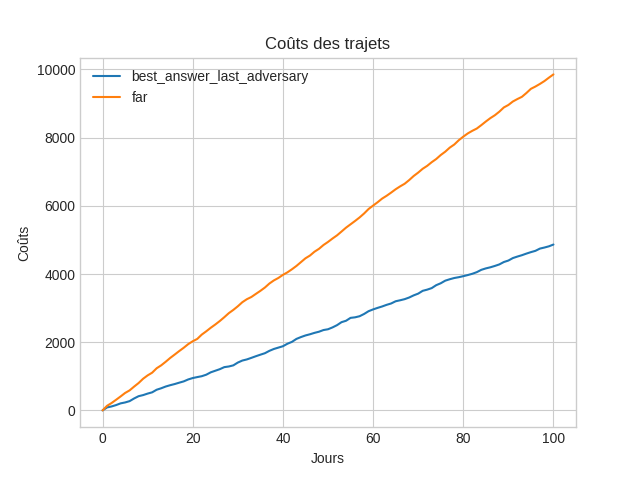 Coûts des trajets
best_answer_last_adversary
far
10000
8000
6000
4000
2000
0
Coûts
0 20 40 60 80 100
Jours